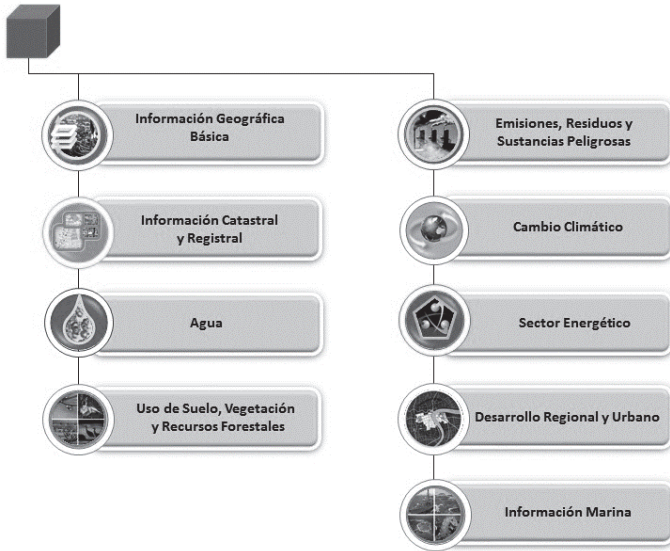 Información Geográfica
Básica
Información Catastral
y Registral
Agua
Uso de Suelo, Vegetación
y Recursos Forestales
Emisiones, Residuos y
Sustancias Peligrosas
Cambio Climático
Sector Energético
Desarrollo Regional y Urbano
Información Marina